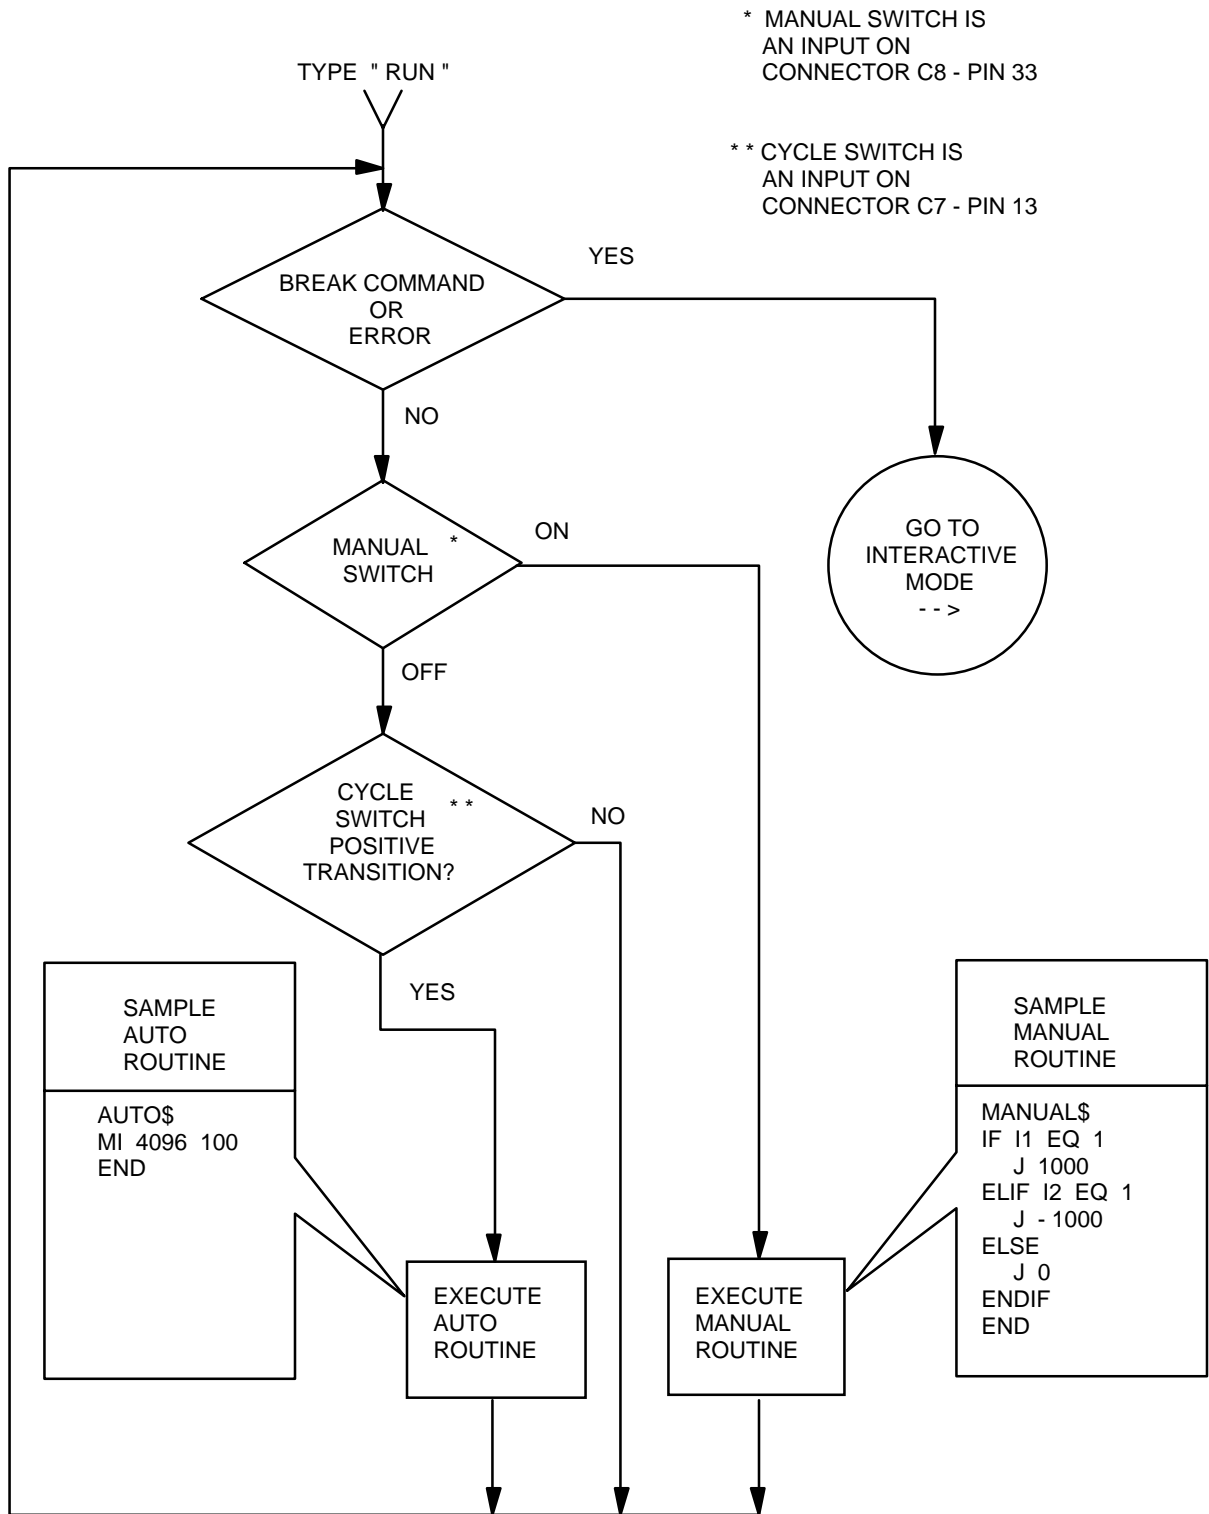 * MANUAL SWITCH IS
AN INPUT ON
CONNECTOR C8 - PIN 33
TYPE " RUN "
* * CYCLE SWITCH IS
AN INPUT ON
CONNECTOR C7 - PIN 13
YES
BREAK COMMAND
OR
ERROR
NO
MANUAL *
SWITCH
ON
GO TO
INTERACTIVE
MODE
- - >
OFF
CYCLE * *
SWITCH
POSITIVE
TRANSITION?
NO
YES
SAMPLE
AUTO
ROUTINE
AUTO$
MI 4096 100
END
SAMPLE
MANUAL
ROUTINE
MANUAL$
IF I1 EQ 1
J 1000
ELIF I2 EQ 1
J - 1000
ELSE
J 0
ENDIF
END
EXECUTE
AUTO
ROUTINE
EXECUTE
MANUAL
ROUTINE